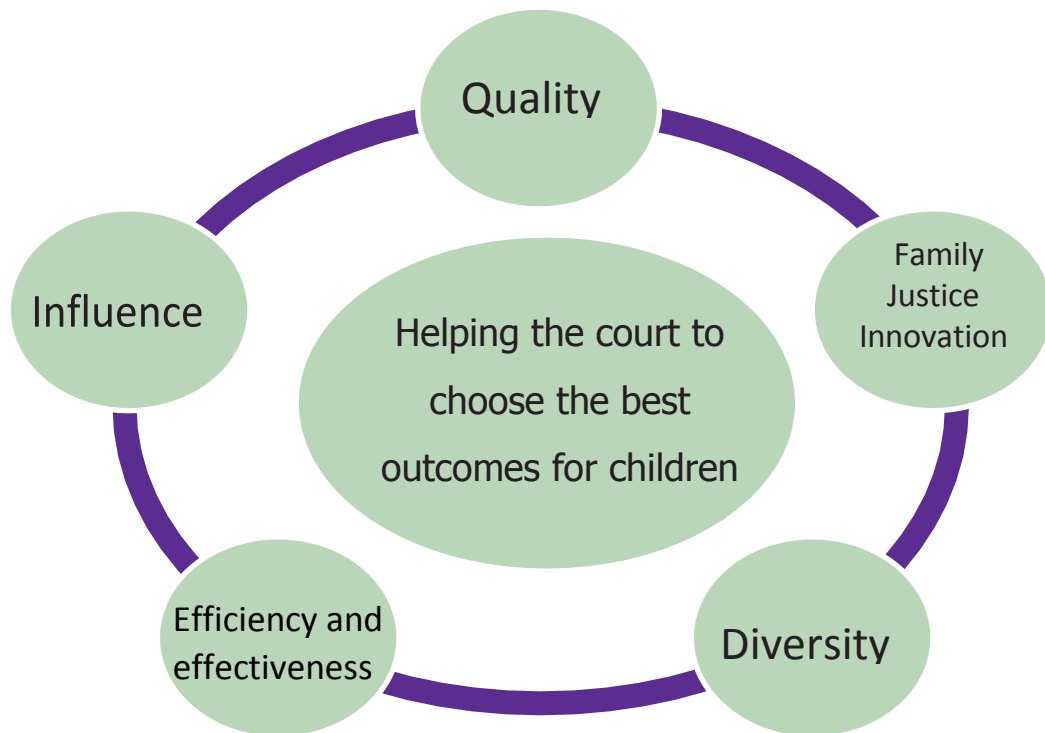 Quality
Family
Justice
Innovation
Influence
Helping the court to
choose the best
outcomes for children
Efficiency and
effectiveness
Diversity